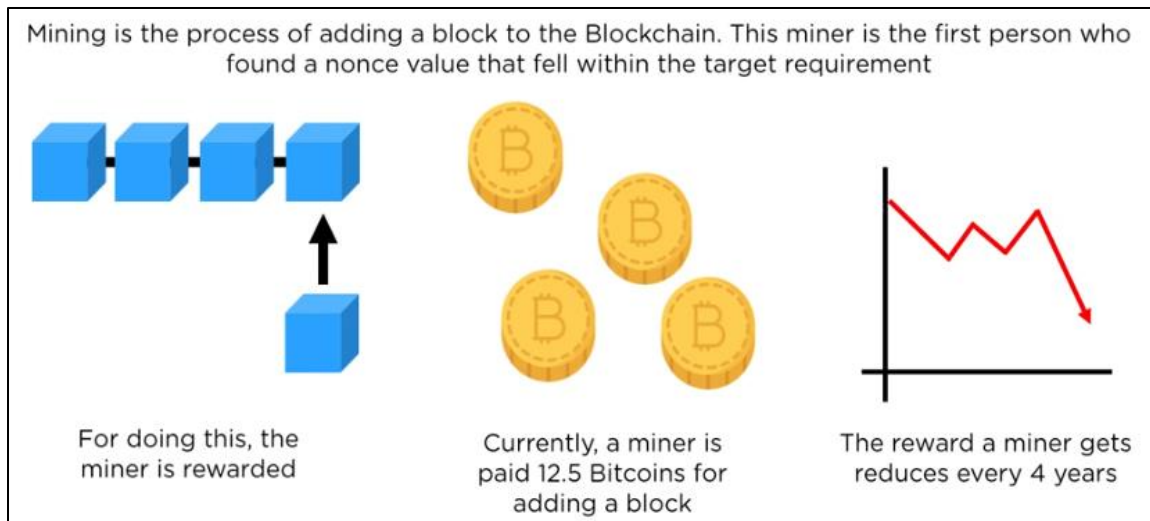 Mining is the process of adding a block to the Blockchain. This miner is the first person who
found a nonce value that fell within the target requirement
For doing this, the
miner is rewarded
Currently, a miner is
paid 12.5 Bitcoins for
adding a block
The reward a miner gets
reduces every 4 years